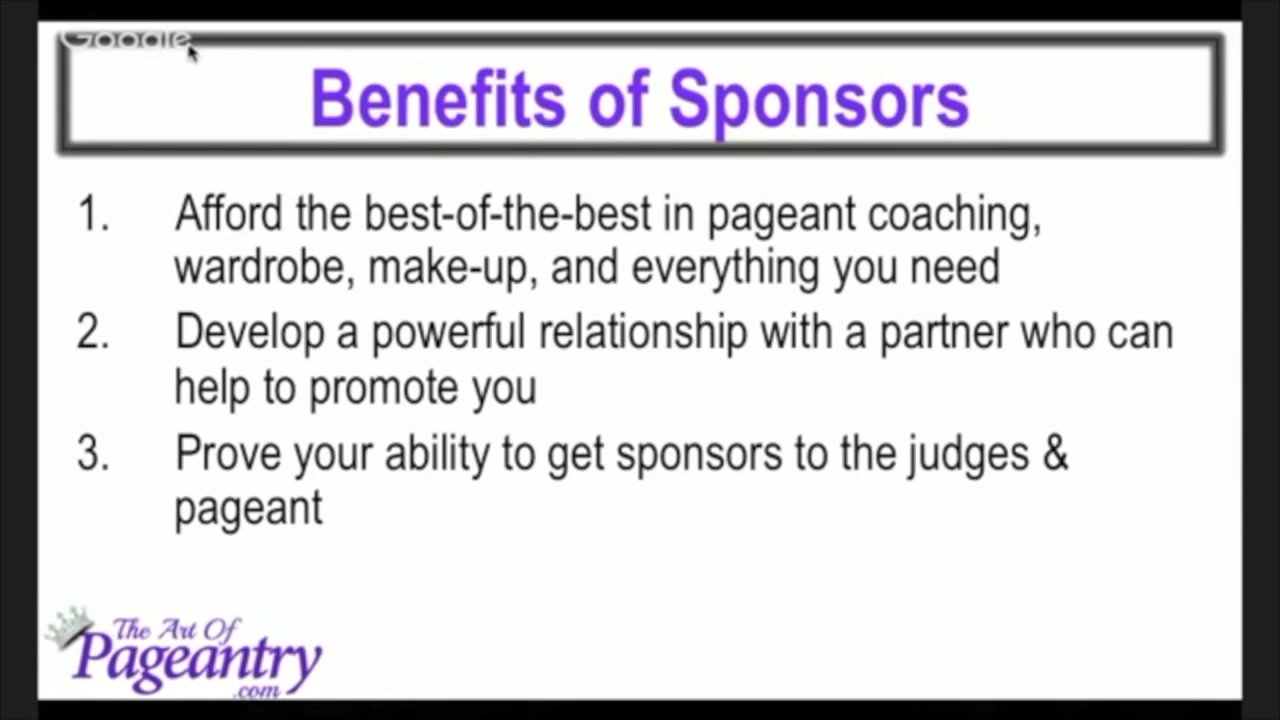 Google
Benefits of Sponsors
1. Afford the best-of-the-best in pageant coaching,
wardrobe, make-up, and everything you need
2. Develop a powerful relationship with a partner who can
help to promote you
3. Prove your ability to get sponsors to the judges &
pageant
The Art Of
Pageantry
.com